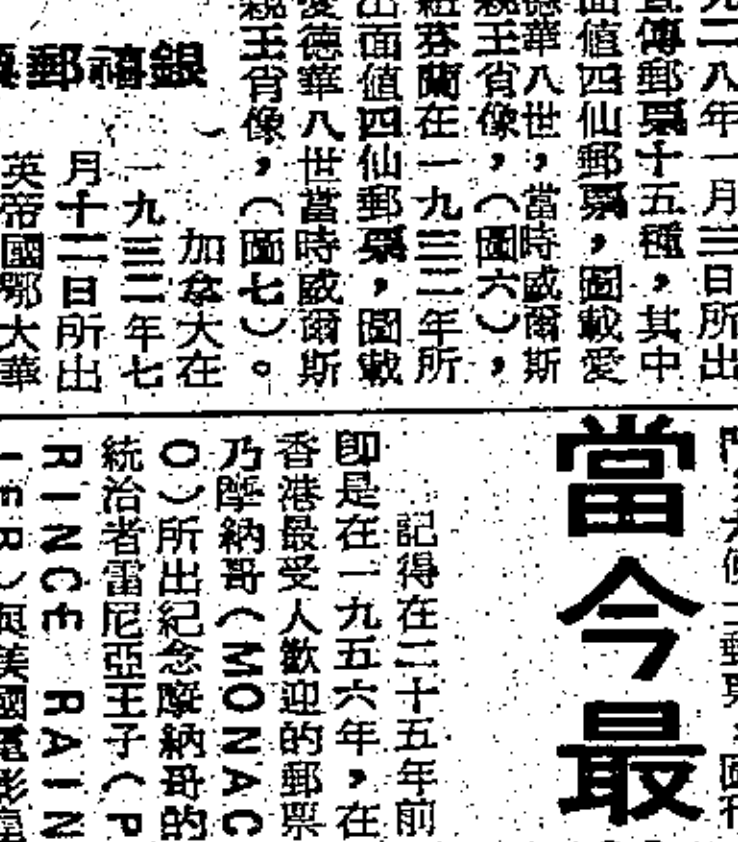 九二八年一月三日所出
宣傳郵票十五種，其中
面值四仙郵票，圖載愛
德華八世，當時威爾斯
親王肖像，（圖六），
紐芬蘭在一九三二年所
出面值四仙郵票，圖載
愛德華八世當時威爾斯
親王肖像，（圖七）。
銀禧郵票
加拿大在
一九三二年七
月十二日所出
英帝國鄂大華
當今最
記得在二十五年前
卽是在一九五六年，在
香港最受人歡迎的郵票
乃摩納哥（MONAC
O）所出紀念摩納哥的
統治者雷尼亞王子（P
RINCE RAIN
IER）與美國電影